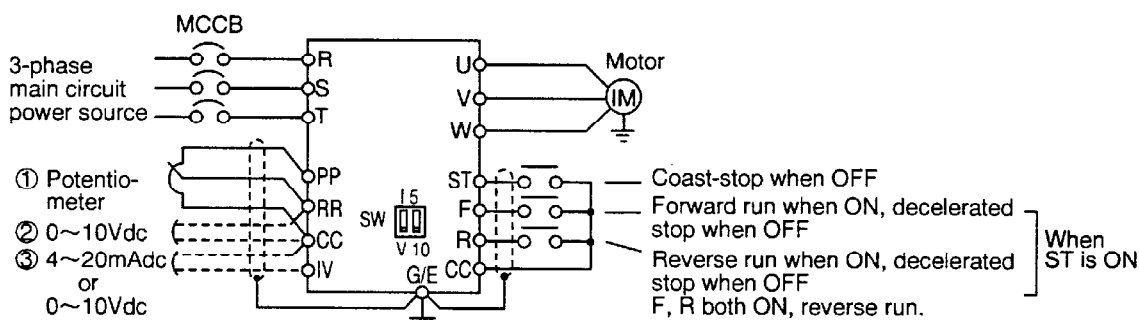 MCCB
3-phase
main circuit
power source
R
S
T
U
V
W
Motor
IM
① Potentio-
meter
② 0~10Vdc
③ 4~20mAdc
or
0~10Vdc
PP
RR
CC
IV
SW
I 5
V 10
G/E
ST
F
R
CC
Coast-stop when OFF
Forward run when ON, decelerated
stop when OFF
Reverse run when ON, decelerated
stop when OFF
F, R both ON, reverse run.
When
ST is ON